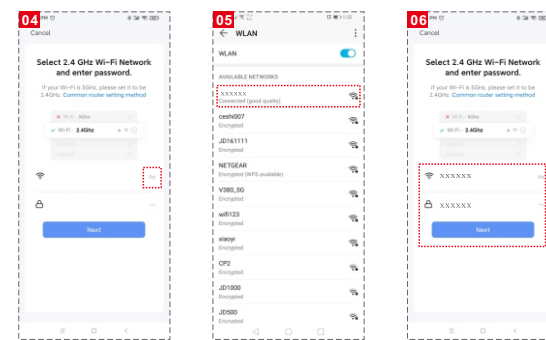 04
Cancel
Select 2.4 GHz Wi-Fi Network
and enter password.
If your Wi-Fi is 5GHz, please set it to be
2.4GHz. Common router setting method
Wi-Fi - 5Ghz
Wi-Fi - 2.4Ghz
Next
05
WLAN
WLAN
AVAILABLE NETWORKS
XXXXXX
Connected (good quality)
ceshi007
Encrypted
JD161111
Encrypted
NETGEAR
Encrypted (WPS available)
V380_5G
Encrypted
wifi123
Encrypted
xiaoyi
Encrypted
CP2
Encrypted
JD1000
Encrypted
JD500
Encrypted
06
Cancel
Select 2.4 GHz Wi-Fi Network
and enter password.
If your Wi-Fi is 5GHz, please set it to be
2.4GHz. Common router setting method
Wi-Fi - 5Ghz
Wi-Fi - 2.4Ghz
XXXXXX
XXXXXX
Next